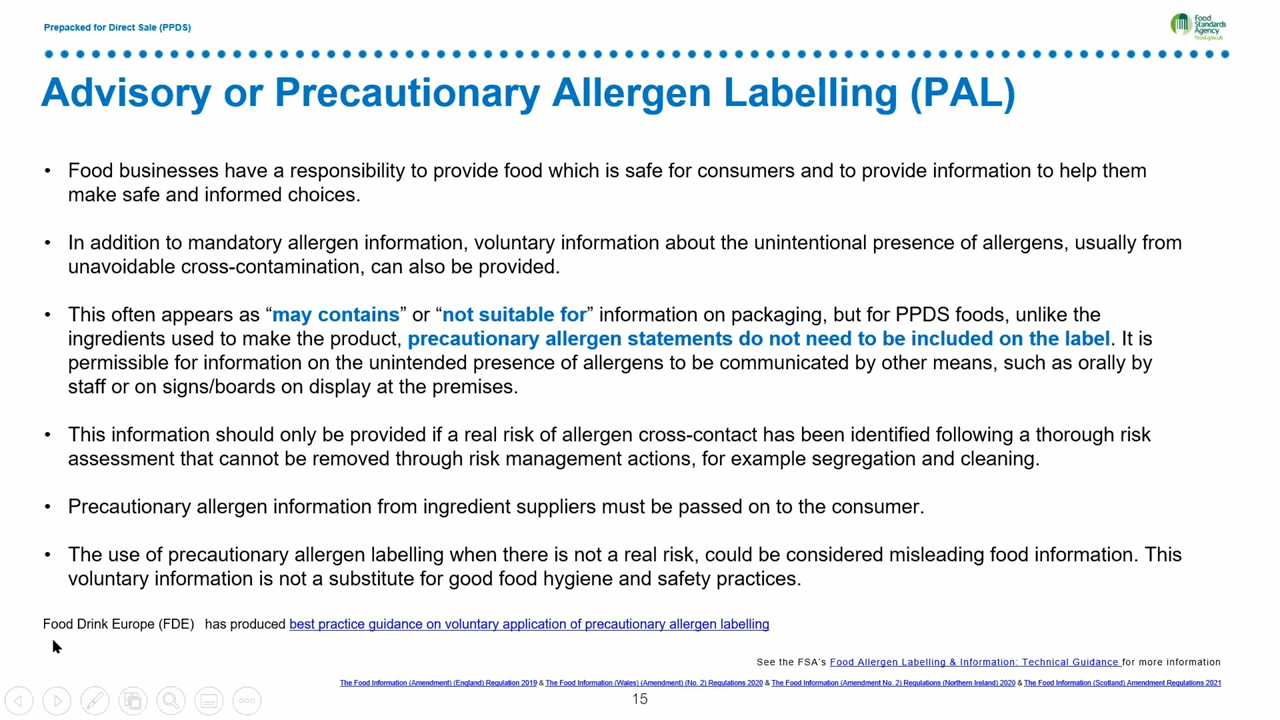 Prepacked for Direct Sale (PPDS)
Food
Standards
Agency
food.gov.uk
Advisory or Precautionary Allergen Labelling (PAL)
• Food businesses have a responsibility to provide food which is safe for consumers and to provide information to help them
make safe and informed choices.
• In addition to mandatory allergen information, voluntary information about the unintentional presence of allergens, usually from
unavoidable cross-contamination, can also be provided.
• This often appears as “may contains” or “not suitable for” information on packaging, but for PPDS foods, unlike the
ingredients used to make the product, precautionary allergen statements do not need to be included on the label. It is
permissible for information on the unintended presence of allergens to be communicated by other means, such as orally by
staff or on signs/boards on display at the premises.
• This information should only be provided if a real risk of allergen cross-contact has been identified following a thorough risk
assessment that cannot be removed through risk management actions, for example segregation and cleaning.
• Precautionary allergen information from ingredient suppliers must be passed on to the consumer.
• The use of precautionary allergen labelling when there is not a real risk, could be considered misleading food information. This
voluntary information is not a substitute for good food hygiene and safety practices.
Food Drink Europe (FDE) has produced best practice guidance on voluntary application of precautionary allergen labelling
See the FSA's Food Allergen Labelling & Information: Technical Guidance for more information
The Food Information (Amendment) (England) Regulation 2019 & The Food Information (Wales) (Amendment) (No. 2) Regulations 2020 & The Food Information (Amendment No. 2) Regulations (Northern Ireland) 2020 & The Food Information (Scotland) Amendment Regulations 2021
15